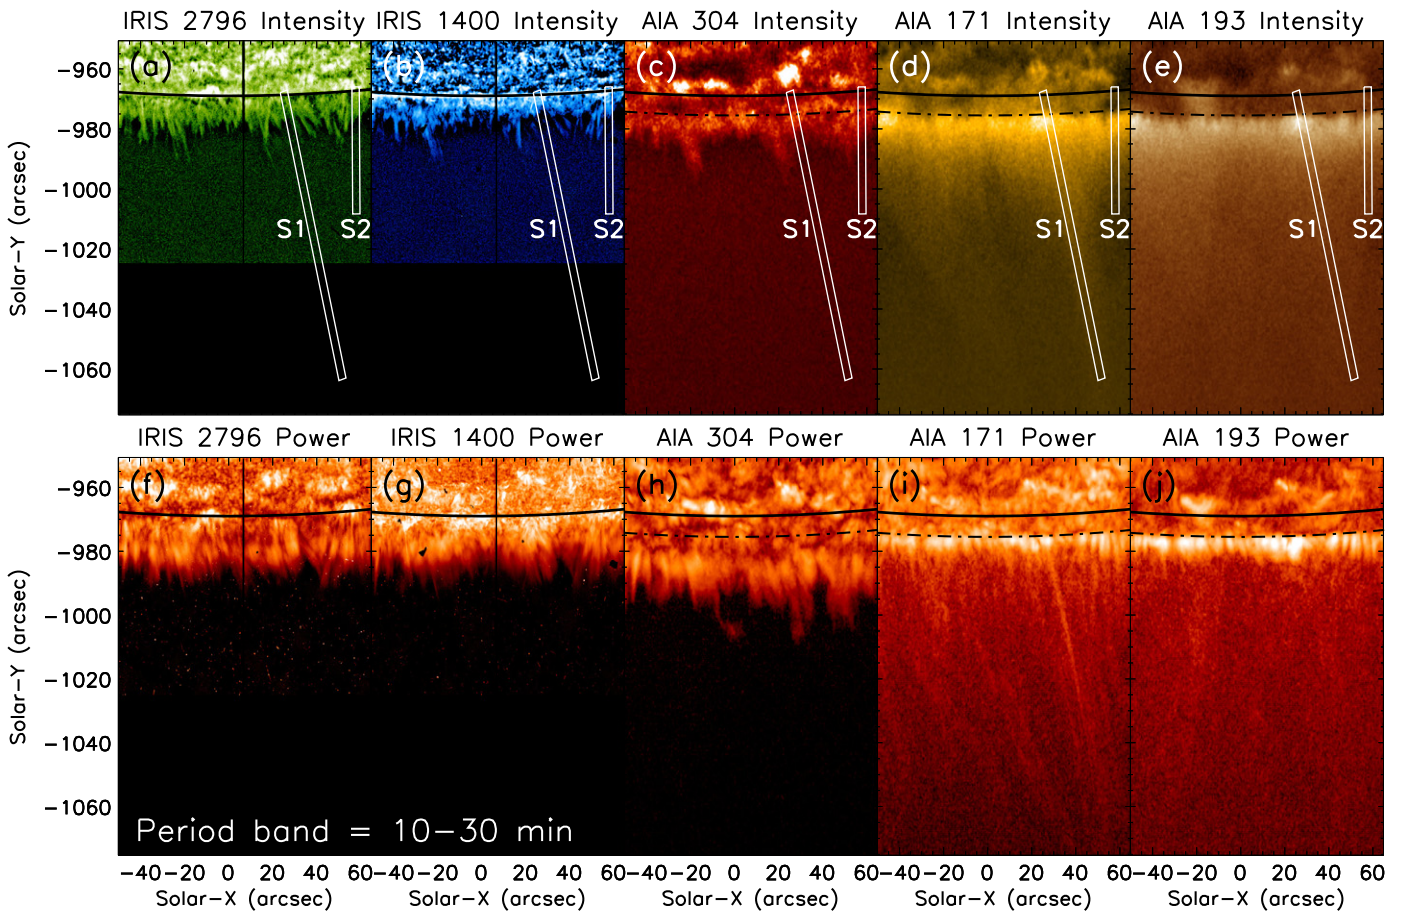 IRIS 2796 Intensity IRIS 1400 Intensity AIA 304 Intensity AIA 171 Intensity AIA 193 Intensity
(a) (b) (c) (d) (e)
−960
−980
−1000
−1020
−1040
−1060
Solar−Y (arcsec)
S1 S2 S1 S2 S1 S2 S1 S2 S1 S2
IRIS 2796 Power IRIS 1400 Power AIA 304 Power AIA 171 Power AIA 193 Power
(f) (g) (h) (i) (j)
−960
−980
−1000
−1020
−1040
−1060
Solar−Y (arcsec)
Period band = 10−30 min
−40 −20 0 20 40 60 −40 −20 0 20 40 60 −40 −20 0 20 40 60 −40 −20 0 20 40 60 −40 −20 0 20 40 60
Solar−X (arcsec) Solar−X (arcsec) Solar−X (arcsec) Solar−X (arcsec) Solar−X (arcsec)